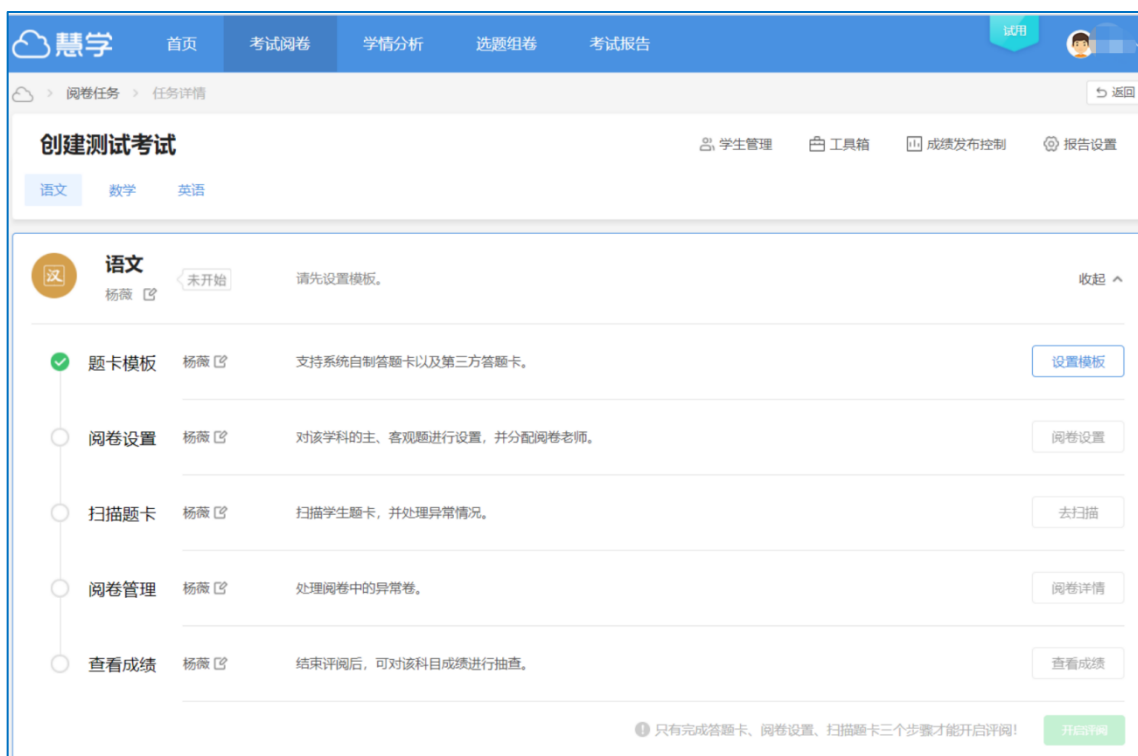 慧学 首页 考试阅卷 学情分析 选题组卷 考试报告 试用
阅卷任务 > 任务详情 返回
创建测试考试 学生管理 工具箱 成绩发布控制 报告设置
语文 数学 英语
汉 语文 未开始 请先设置模板。 收起
杨薇
题卡模板 杨薇 支持系统自制答题卡以及第三方答题卡。 设置模板
阅卷设置 杨薇 对该学科的主、客观题进行设置，并分配阅卷老师。 阅卷设置
扫描题卡 杨薇 扫描学生题卡，并处理异常情况。 去扫描
阅卷管理 杨薇 处理阅卷中的异常卷。 阅卷详情
查看成绩 杨薇 结束评阅后，可对该科目成绩进行抽查。 查看成绩
只有完成答题卡、阅卷设置、扫描题卡三个步骤才能开启评阅! 开启评阅